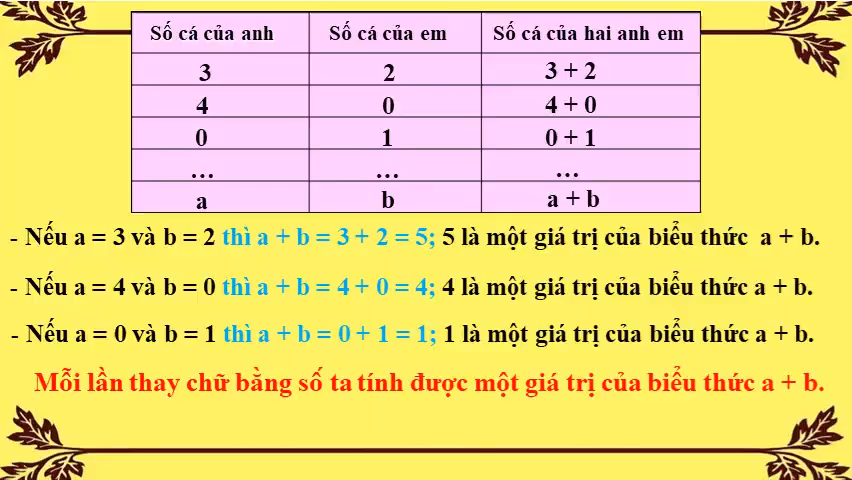 Số cá của anh Số cá của em Số cá của hai anh em
3 2 3 + 2
4 0 4 + 0
0 1 0 + 1
... ... ...
a b a + b
- Nếu a = 3 và b = 2 thì a + b = 3 + 2 = 5; 5 là một giá trị của biểu thức a + b.
- Nếu a = 4 và b = 0 thì a + b = 4 + 0 = 4; 4 là một giá trị của biểu thức a + b.
- Nếu a = 0 và b = 1 thì a + b = 0 + 1 = 1; 1 là một giá trị của biểu thức a + b.
Mỗi lần thay chữ bằng số ta tính được một giá trị của biểu thức a + b.